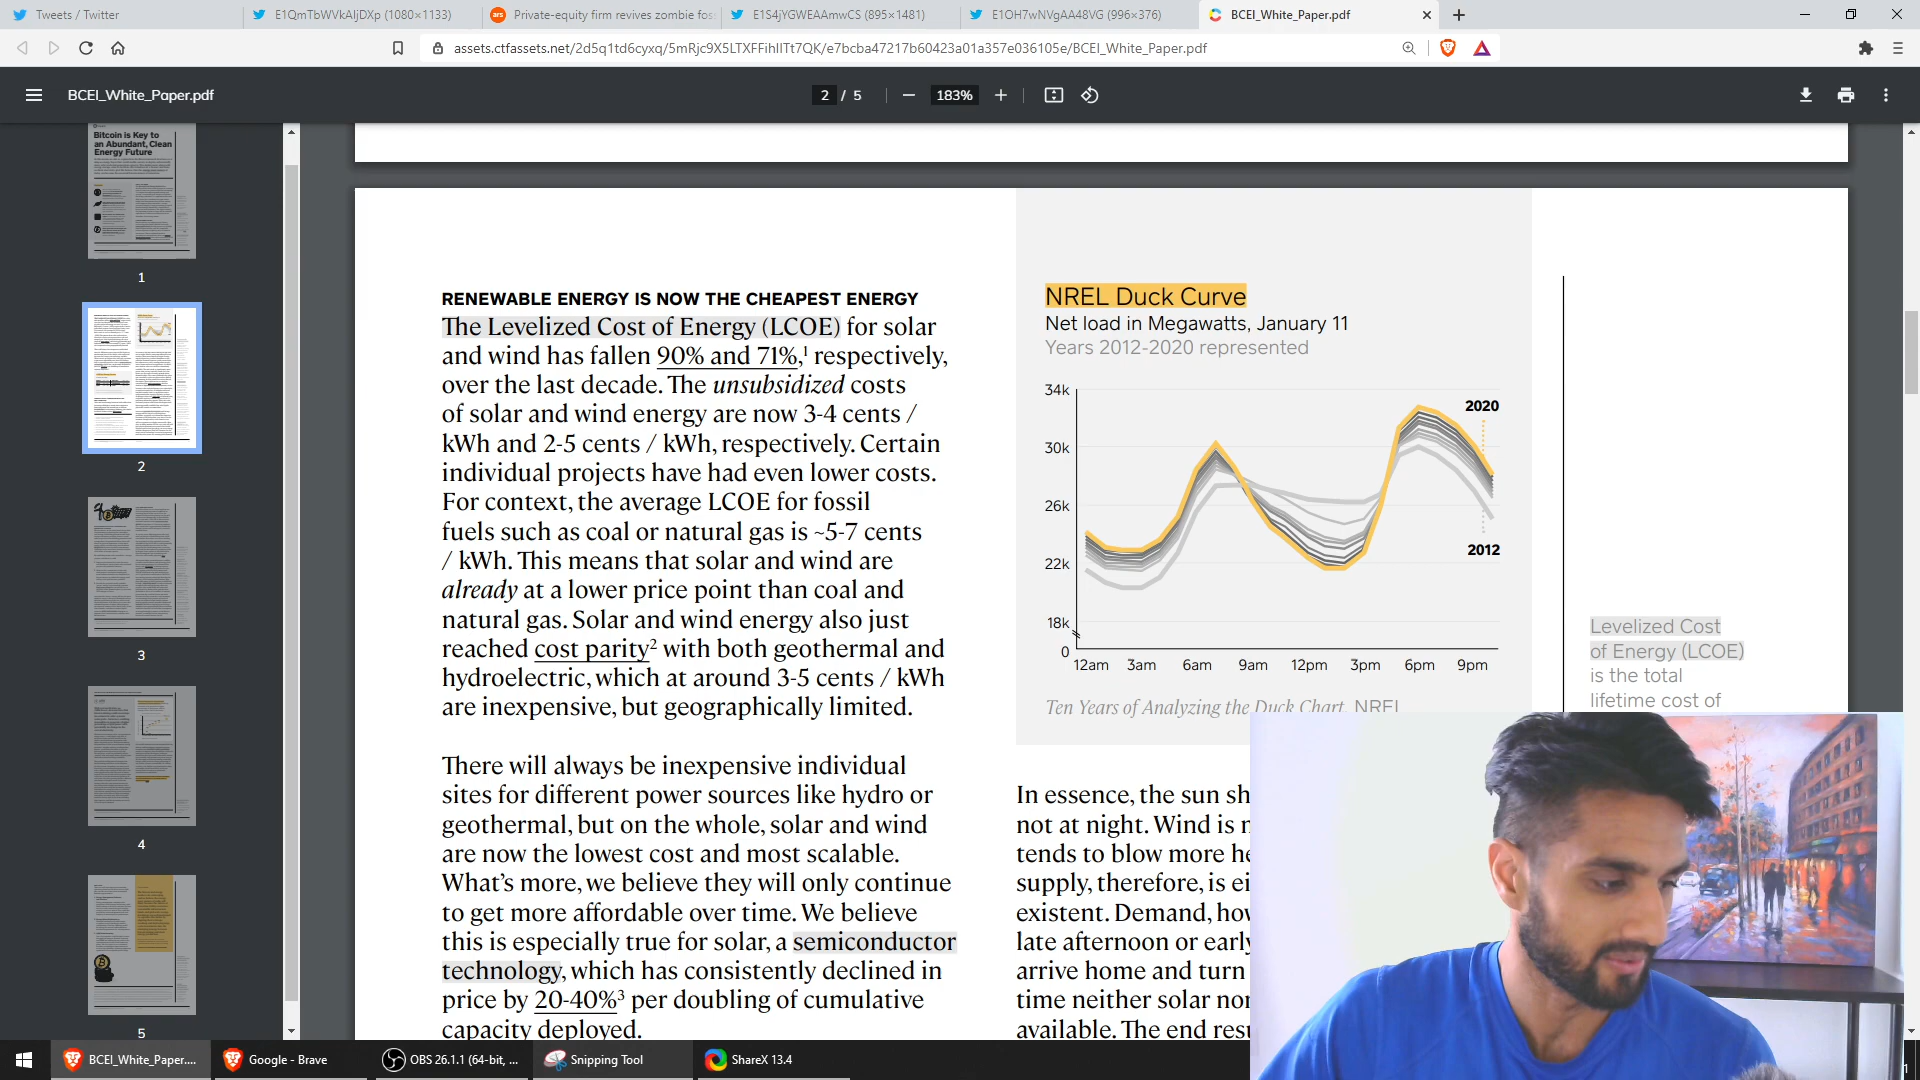 Tweets / Twitter
E1QmTbWVkAIjDXp (1080×1133)
Private-equity firm revives zombie fos
E1S4jYGWEAAmwCS (895×1481)
E1OH7wNVgAA48VG (996×376)
BCEI_White_Paper.pdf
assets.ctfassets.net/2d5q1td6cyxq/5mRjc9X5LTXFFihIITt7QK/e7bcba47217b60423a01a357e036105e/BCEI_White_Paper.pdf
BCEI_White_Paper.pdf
2 / 5
183%
Bitcoin is Key to
an Abundant, Clean
Energy Future
1
2
3
4
5
RENEWABLE ENERGY IS NOW THE CHEAPEST ENERGY
The Levelized Cost of Energy (LCOE) for solar
and wind has fallen 90% and 71%,¹ respectively,
over the last decade. The unsubsidized costs
of solar and wind energy are now 3-4 cents /
kWh and 2-5 cents / kWh, respectively. Certain
individual projects have had even lower costs.
For context, the average LCOE for fossil
fuels such as coal or natural gas is ~5-7 cents
/ kWh. This means that solar and wind are
already at a lower price point than coal and
natural gas. Solar and wind energy also just
reached cost parity² with both geothermal and
hydroelectric, which at around 3-5 cents / kWh
are inexpensive, but geographically limited.
There will always be inexpensive individual
sites for different power sources like hydro or
geothermal, but on the whole, solar and wind
are now the lowest cost and most scalable.
What's more, we believe they will only continue
to get more affordable over time. We believe
this is especially true for solar, a semiconductor
technology, which has consistently declined in
price by 20-40%³ per doubling of cumulative
capacity deployed.
NREL Duck Curve
Net load in Megawatts, January 11
Years 2012-2020 represented
34k
30k
26k
22k
18k
0
2020
2012
12am 3am 6am 9am 12pm 3pm 6pm 9pm
Ten Years of Analyzing the Duck Chart, NREL
In essence, the sun sh
not at night. Wind is n
tends to blow more he
supply, therefore, is ei
existent. Demand, how
late afternoon or early
arrive home and turn
time neither solar nor
available. The end resu
Levelized Cost
of Energy (LCOE)
is the total
lifetime cost of
BCEI_White_Paper....
Google - Brave
OBS 26.1.1 (64-bit, ...
Snipping Tool
ShareX 13.4